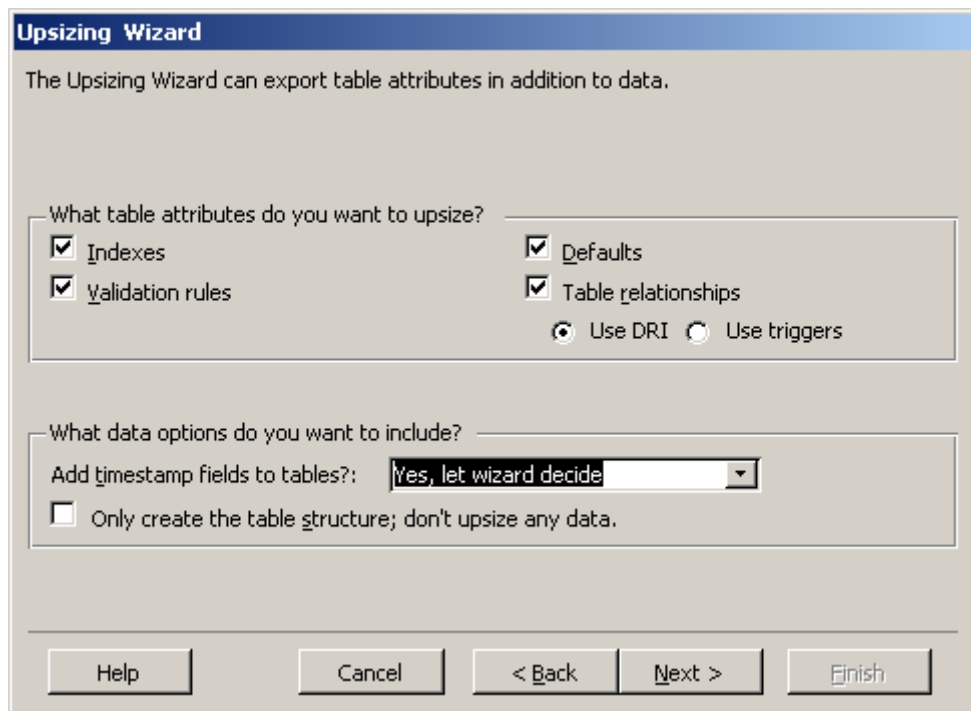 Upsizing Wizard
The Upsizing Wizard can export table attributes in addition to data.
What table attributes do you want to upsize?
Indexes
Defaults
Validation rules
Table relationships
Use DRI Use triggers
What data options do you want to include?
Add timestamp fields to tables?: Yes, let wizard decide
Only create the table structure; don't upsize any data.
Help Cancel < Back Next > Finish